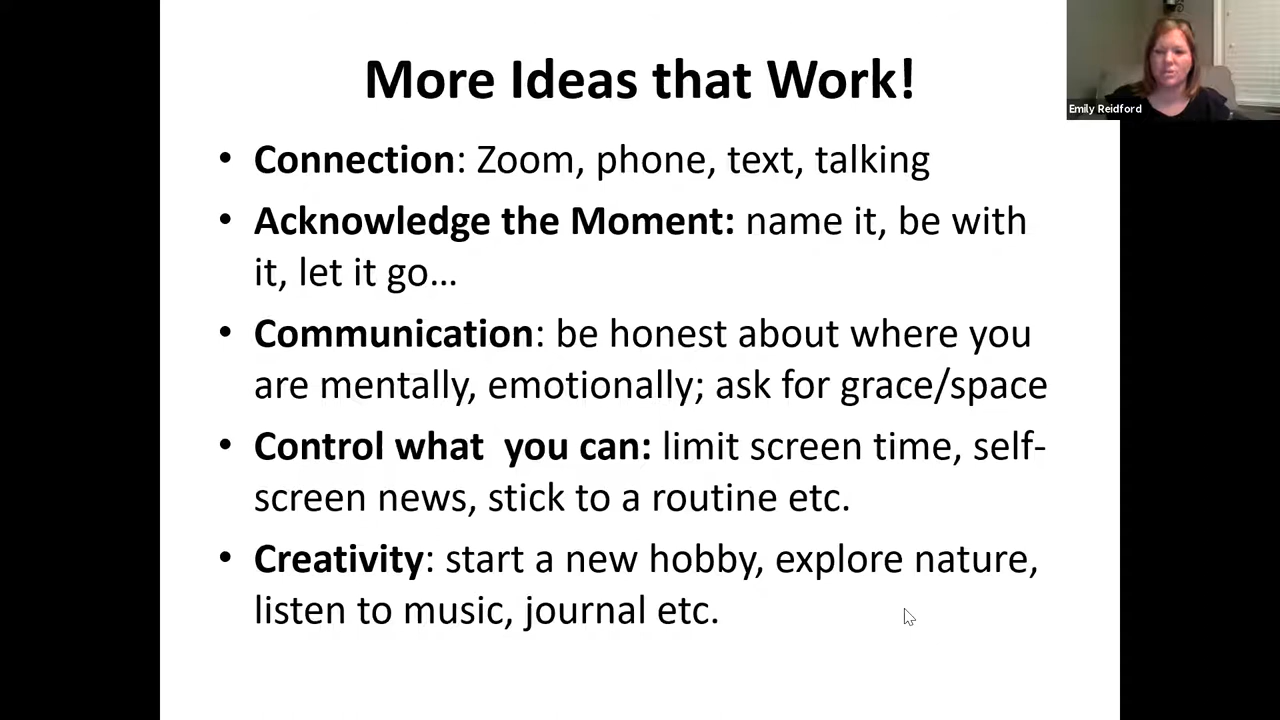 More Ideas that Work!
Emily Reidford
• Connection: Zoom, phone, text, talking
• Acknowledge the Moment: name it, be with
it, let it go…
• Communication: be honest about where you
are mentally, emotionally; ask for grace/space
• Control what  you can: limit screen time, self-
screen news, stick to a routine etc.
• Creativity: start a new hobby, explore nature,
listen to music, journal etc.